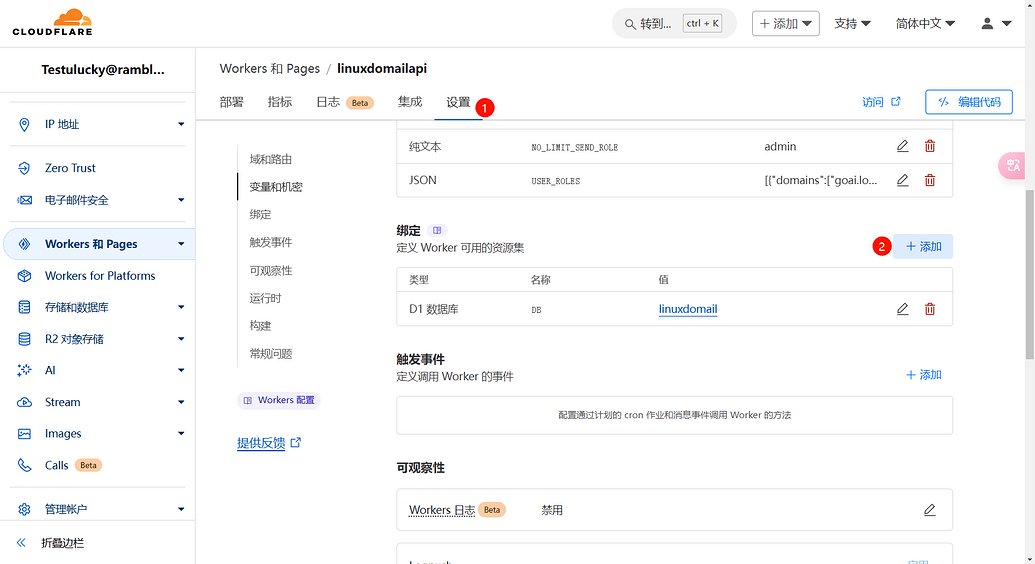 CLOUDFLARE
转到... ctrl + K
添加
支持
简体中文
Testulucky@rambl...
IP 地址
Zero Trust
电子邮件安全
Workers 和 Pages
Workers for Platforms
存储和数据库
R2 对象存储
AI
Stream
Images
Calls Beta
管理帐户
折叠边栏
Workers 和 Pages / linuxdomailapi
部署 指标 日志 Beta 集成 设置 1
访问 编辑代码
域和路由
变量和机密
绑定
触发事件
可观察性
运行时
构建
常规问题
Workers 配置
提供反馈
纯文本 NO_LIMIT_SEND_ROLE admin
JSON USER_ROLES [{"domains":["goai.lo...
绑定
定义 Worker 可用的资源集
2 + 添加
类型 名称 值
D1 数据库 DB linuxdomail
触发事件
定义调用 Worker 的事件
+ 添加
配置通过计划的 cron 作业和消息事件调用 Worker 的方法
可观察性
Workers 日志 Beta 禁用